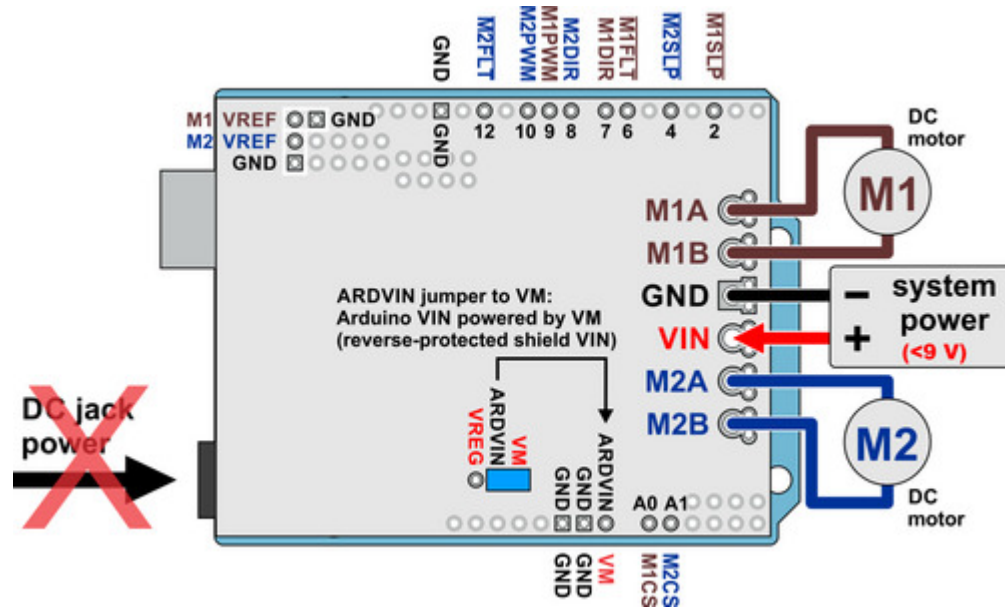 GND
M2FLT
M2PWM
M1PWM
M2DIR
M1DIR
M1FLT
M2SLP
M1SLP
M1 VREF
GND
M2 VREF
GND
GND
12
10
9
8
7
6
4
2
DC
motor
M1
M1A
M1B
GND
VIN
M2A
M2B
system
power
(<9 V)
−
+
ARDVIN jumper to VM:
Arduino VIN powered by VM
(reverse-protected shield VIN)
VREG
ARDVIN
VM
GND
GND
ARDVIN
A0 A1
GND
GND
VM
M1CS
M2CS
DC jack
power
M2
DC
motor